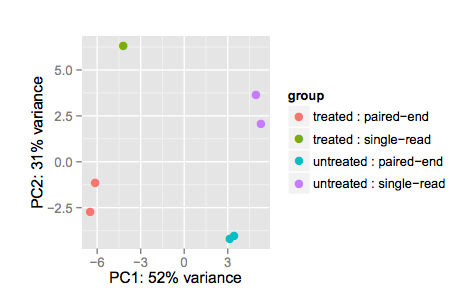 PC2: 31% variance
5.0
2.5
0.0
−2.5
−6
−3
0
3
PC1: 52% variance
group
treated : paired-end
treated : single-read
untreated : paired-end
untreated : single-read